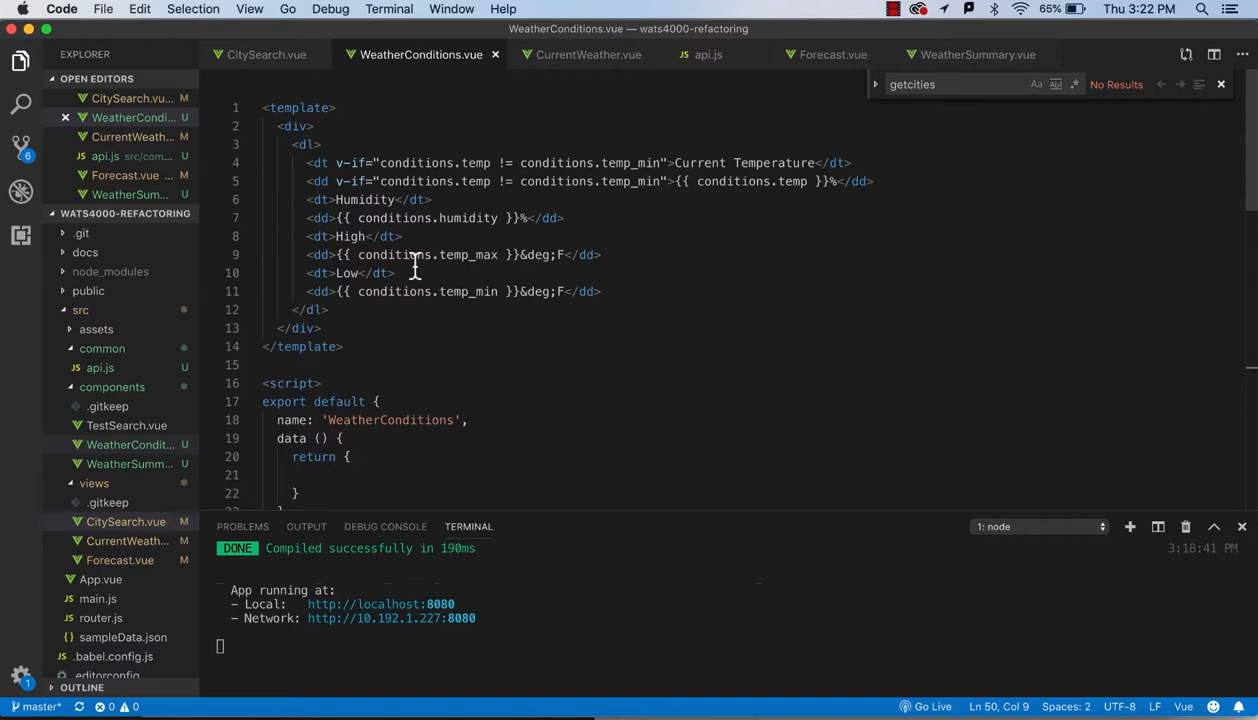 Code File Edit Selection View Go Debug Terminal Window Help 65% Thu 3:22 PM
WeatherConditions.vue — wats4000-refactoring
EXPLORER
CitySearch.vue WeatherConditions.vue CurrentWeather.vue JS api.js Forecast.vue WeatherSummary.vue
OPEN EDITORS
CitySearch.vu... M
WeatherCondi... U
CurrentWeath... M
JS api.js src/com... U
Forecast.vue ... M
WeatherSum... U
WATS4000-REFACTORING
.git
docs
node_modules
public
src
assets
common
JS api.js U
components
.gitkeep
TestSearch.vue
WeatherCondit... U
WeatherSumm... U
views
.gitkeep
CitySearch.vue M
CurrentWeath... M
Forecast.vue M
App.vue
JS main.js
JS router.js
{} sampleData.json
.babel.config.js
editorconfig
OUTLINE
6
1
getcities Aa Abl .* No Results
1 <template>
2 <div>
3 <dl>
4 <dt v-if="conditions.temp != conditions.temp_min">Current Temperature</dt>
5 <dd v-if="conditions.temp != conditions.temp_min">{{ conditions.temp }}%</dd>
6 <dt>Humidity</dt>
7 <dd>{{ conditions.humidity }}%</dd>
8 <dt>High</dt>
9 <dd>{{ conditions.temp_max }}&deg;F</dd>
10 <dt>Low</dt>
11 <dd>{{ conditions.temp_min }}&deg;F</dd>
12 </dl>
13 </div>
14 </template>
15
16 <script>
17 export default {
18 name: 'WeatherConditions',
19 data () {
20 return {
21
22 }
PROBLEMS OUTPUT DEBUG CONSOLE TERMINAL 1: node
DONE Compiled successfully in 190ms 3:18:41 PM
App running at:
- Local: http://localhost:8080
- Network: http://10.192.1.227:8080
master* 0 0 Go Live Ln 50, Col 9 Spaces: 2 UTF-8 LF Vue